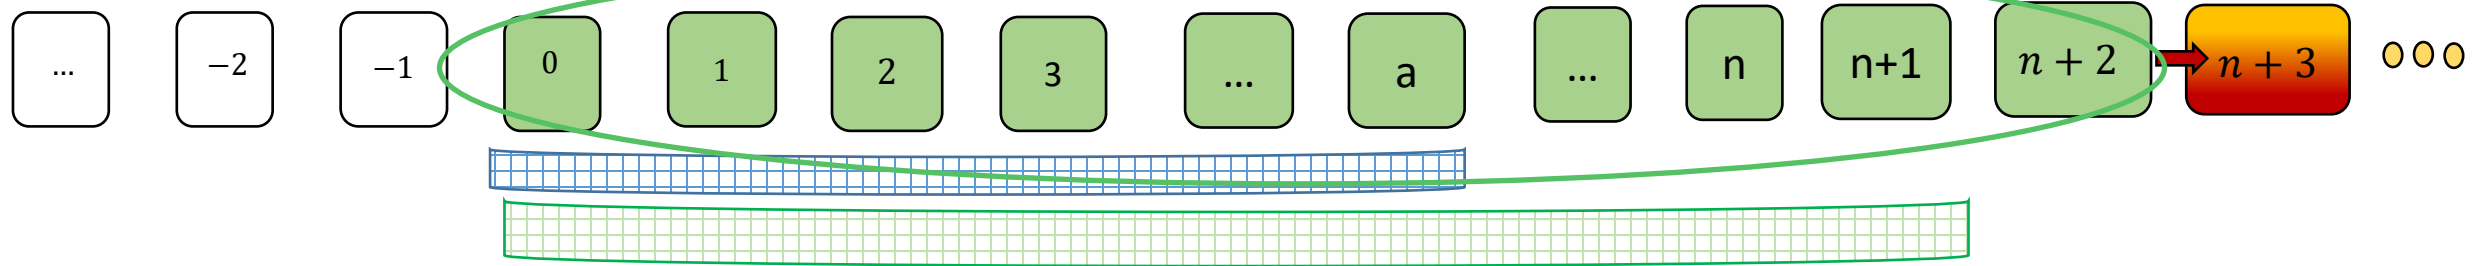 ... −2 −1 0 1 2 3 ... a ... n n+1 n + 2 n + 3